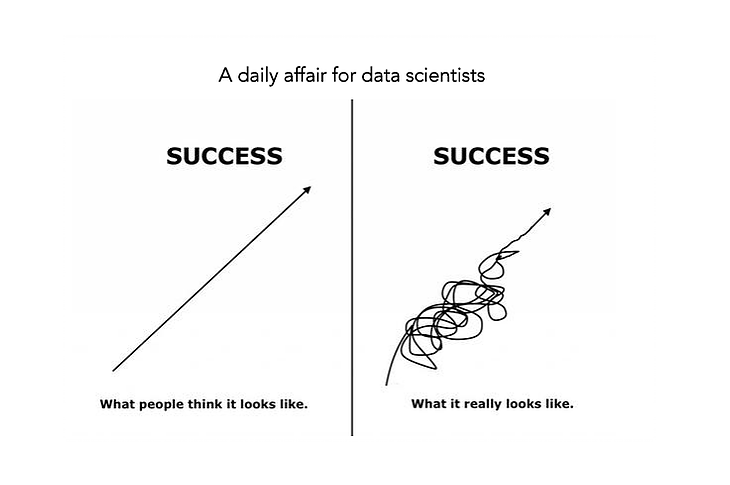 A daily affair for data scientists
SUCCESS
What people think it looks like.
SUCCESS
What it really looks like.